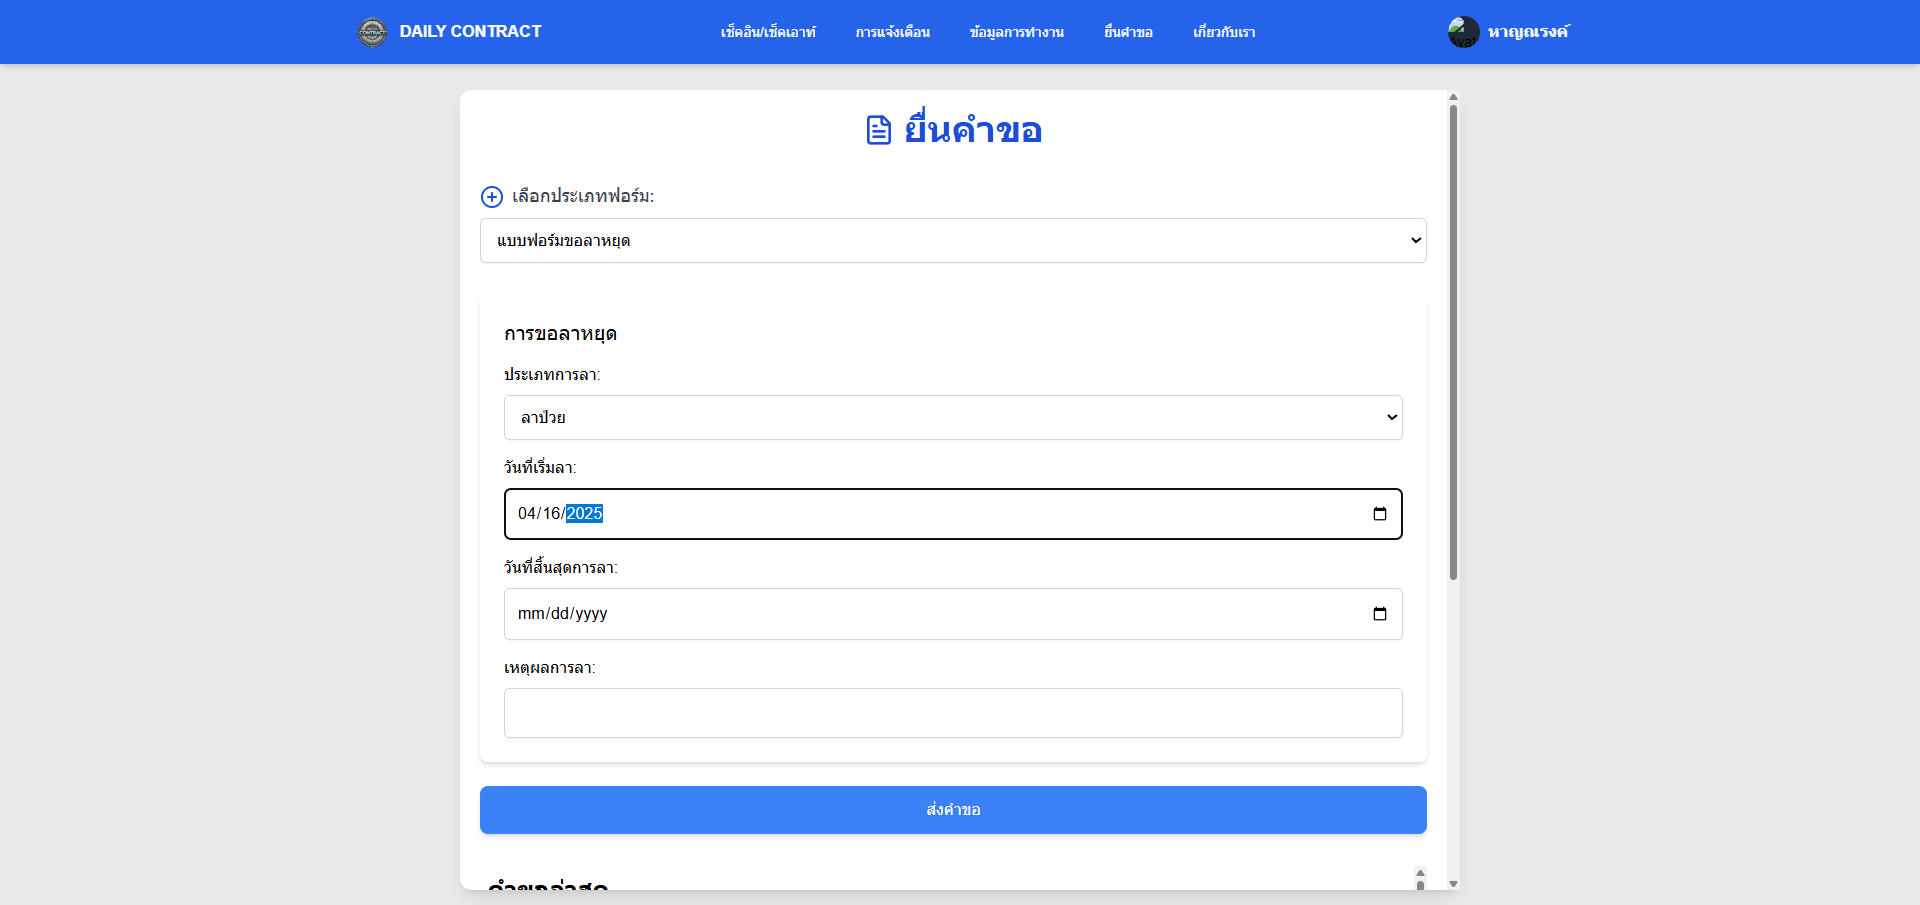 DAILY CONTRACT
เช็คอิน/เช็คเอาท์
การแจ้งเตือน
ข้อมูลการทำงาน
ยื่นคำขอ
เกี่ยวกับเรา
หาญณรงค์
ยื่นคำขอ
เลือกประเภทฟอร์ม:
แบบฟอร์มขอลาหยุด
การขอลาหยุด
ประเภทการลา:
ลาป่วย
วันที่เริ่มลา:
04/16/2025
วันที่สิ้นสุดการลา:
mm/dd/yyyy
เหตุผลการลา:
ส่งคำขอ
คำขอล่าสุด